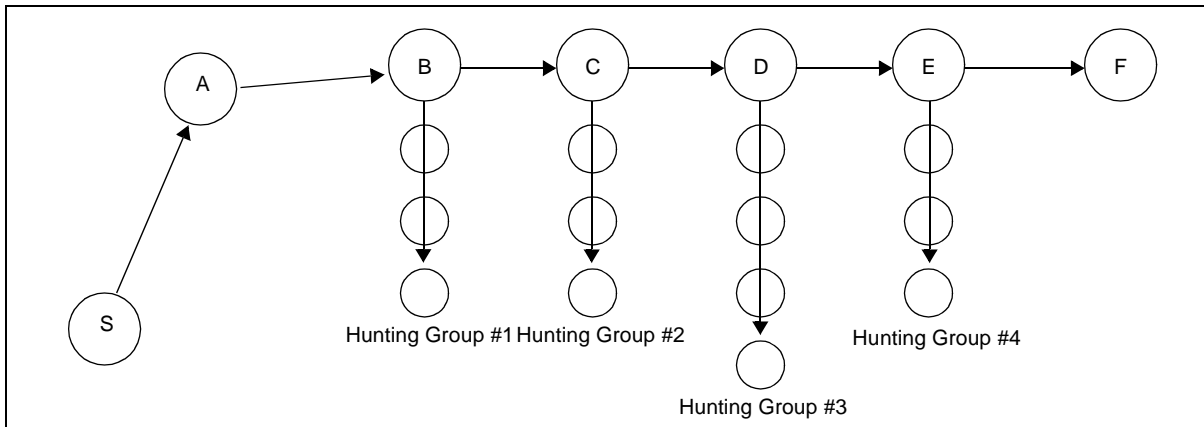 B
C
D
E
F
A
S
Hunting Group #1
Hunting Group #2
Hunting Group #4
Hunting Group #3